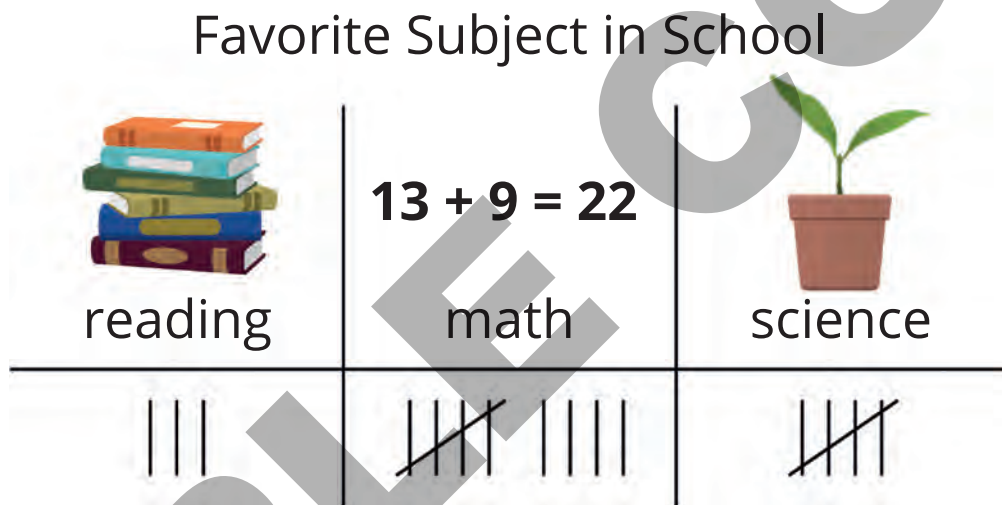 Favorite Subject in School
13 + 9 = 22
reading math science